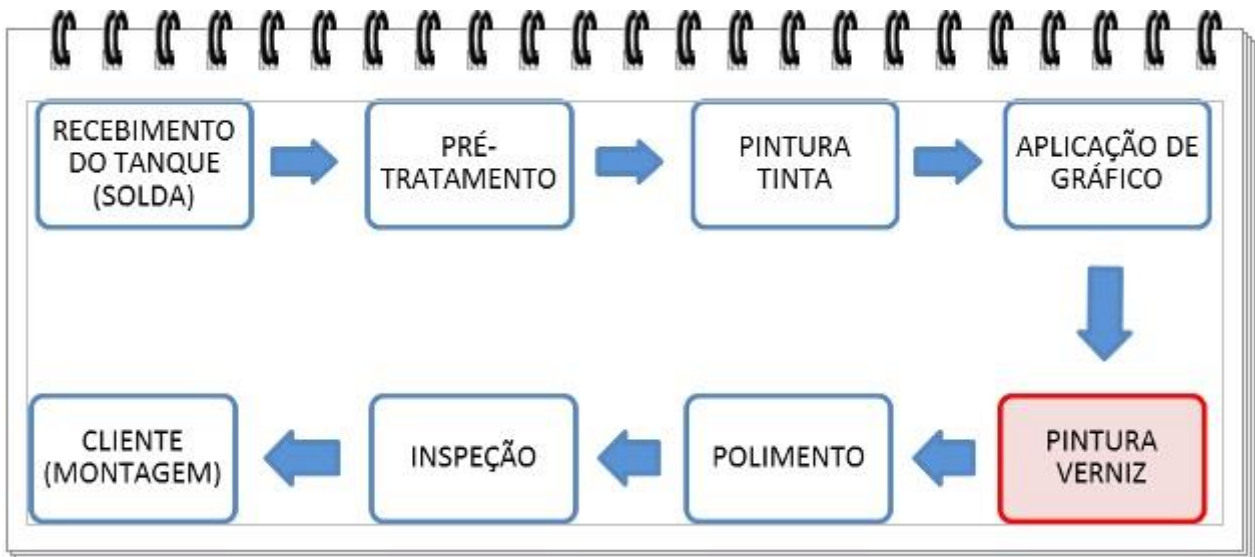 RECEBIMENTO
DO TANQUE
(SOLDA)
PRÉ-
TRATAMENTO
PINTURA
TINTA
APLICAÇÃO DE
GRÁFICO
PINTURA
VERNIZ
POLIMENTO
INSPEÇÃO
CLIENTE
(MONTAGEM)